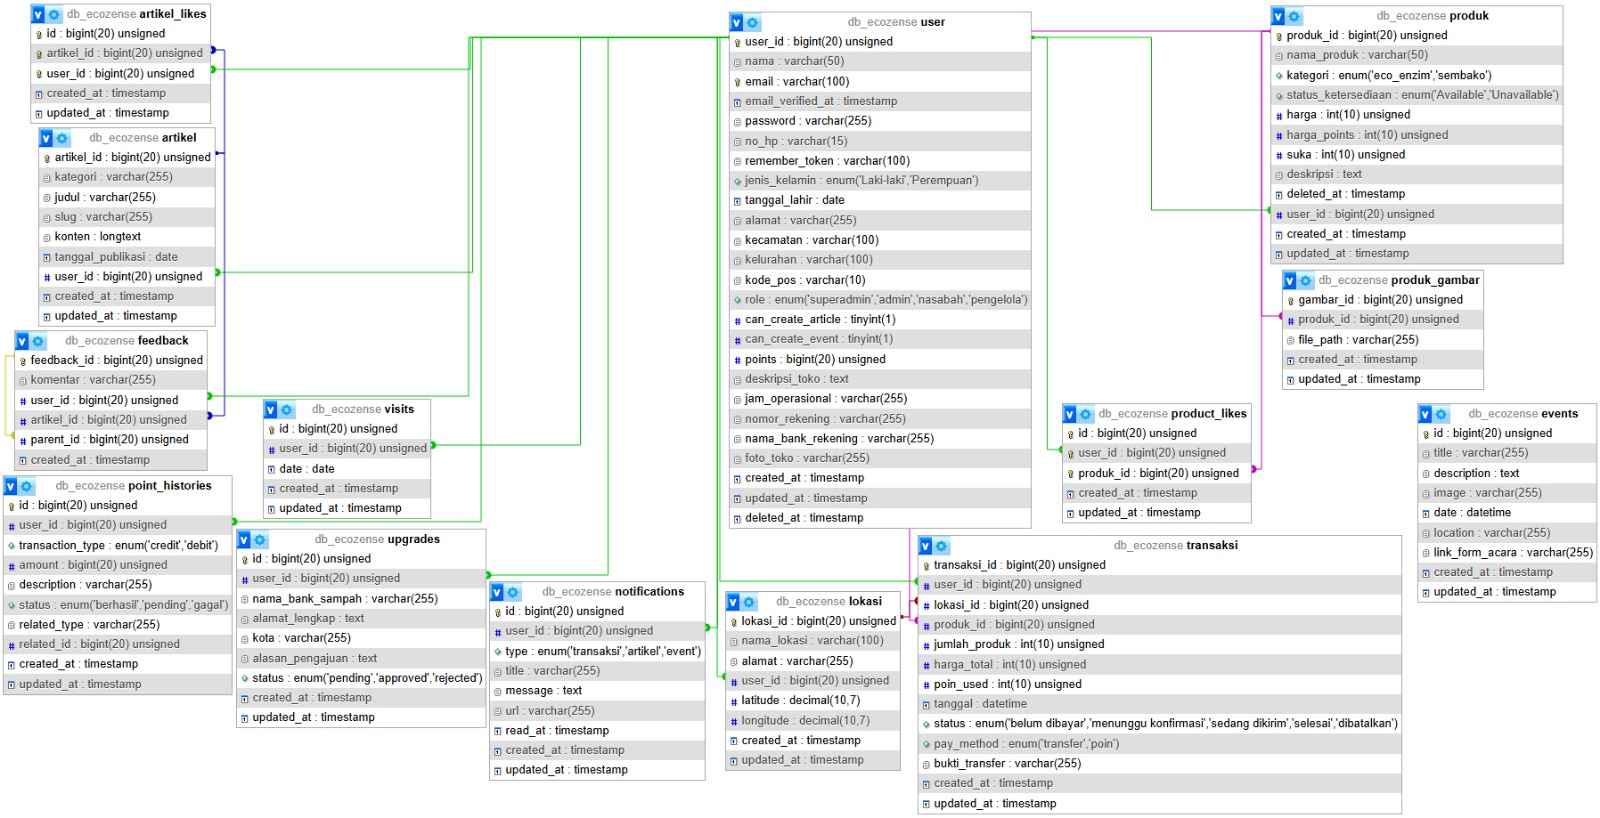 db_ecozense artikel_likes
id : bigint(20) unsigned
artikel_id : bigint(20) unsigned
user_id : bigint(20) unsigned
created_at : timestamp
updated_at : timestamp
db_ecozense artikel
artikel_id : bigint(20) unsigned
kategori : varchar(255)
judul : varchar(255)
slug : varchar(255)
konten : longtext
tanggal_publikasi : date
user_id : bigint(20) unsigned
created_at : timestamp
updated_at : timestamp
db_ecozense feedback
feedback_id : bigint(20) unsigned
komentar : varchar(255)
user_id : bigint(20) unsigned
artikel_id : bigint(20) unsigned
parent_id : bigint(20) unsigned
created_at : timestamp
db_ecozense point_histories
id : bigint(20) unsigned
user_id : bigint(20) unsigned
transaction_type : enum('credit','debit')
amount : bigint(20) unsigned
description : varchar(255)
status : enum('berhasil','pending','gagal')
related_type : varchar(255)
related_id : bigint(20) unsigned
created_at : timestamp
updated_at : timestamp
db_ecozense visits
id : bigint(20) unsigned
user_id : bigint(20) unsigned
date : date
created_at : timestamp
updated_at : timestamp
db_ecozense upgrades
id : bigint(20) unsigned
user_id : bigint(20) unsigned
nama_bank_sampah : varchar(255)
alamat_lengkap : text
kota : varchar(255)
alasan_pengajuan : text
status : enum('pending','approved','rejected')
created_at : timestamp
updated_at : timestamp
db_ecozense notifications
id : bigint(20) unsigned
user_id : bigint(20) unsigned
type : enum('transaksi','artikel','event')
title : varchar(255)
message : text
url : varchar(255)
read_at : timestamp
created_at : timestamp
updated_at : timestamp
db_ecozense user
user_id : bigint(20) unsigned
nama : varchar(50)
email : varchar(100)
email_verified_at : timestamp
password : varchar(255)
no_hp : varchar(15)
remember_token : varchar(100)
jenis_kelamin : enum('Laki-laki','Perempuan')
tanggal_lahir : date
alamat : varchar(255)
kecamatan : varchar(100)
kelurahan : varchar(100)
kode_pos : varchar(10)
role : enum('superadmin','admin','nasabah','pengelola')
can_create_article : tinyint(1)
can_create_event : tinyint(1)
points : bigint(20) unsigned
deskripsi_toko : text
jam_operasional : varchar(255)
nomor_rekening : varchar(255)
nama_bank_rekening : varchar(255)
foto_toko : varchar(255)
created_at : timestamp
updated_at : timestamp
deleted_at : timestamp
db_ecozense lokasi
lokasi_id : bigint(20) unsigned
nama_lokasi : varchar(100)
alamat : varchar(255)
user_id : bigint(20) unsigned
latitude : decimal(10,7)
longitude : decimal(10,7)
created_at : timestamp
updated_at : timestamp
db_ecozense transaksi
transaksi_id : bigint(20) unsigned
user_id : bigint(20) unsigned
lokasi_id : bigint(20) unsigned
produk_id : bigint(20) unsigned
jumlah_produk : int(10) unsigned
harga_total : int(10) unsigned
poin_used : int(10) unsigned
tanggal : datetime
status : enum('belum dibayar','menunggu konfirmasi','sedang dikirim','selesai','dibatalkan')
pay_method : enum('transfer','poin')
bukti_transfer : varchar(255)
created_at : timestamp
updated_at : timestamp
db_ecozense product_likes
id : bigint(20) unsigned
user_id : bigint(20) unsigned
produk_id : bigint(20) unsigned
created_at : timestamp
updated_at : timestamp
db_ecozense produk
produk_id : bigint(20) unsigned
nama_produk : varchar(50)
kategori : enum('eco_enzim','sembako')
status_ketersediaan : enum('Available','Unavailable')
harga : int(10) unsigned
harga_points : int(10) unsigned
suka : int(10) unsigned
deskripsi : text
deleted_at : timestamp
user_id : bigint(20) unsigned
created_at : timestamp
updated_at : timestamp
db_ecozense produk_gambar
gambar_id : bigint(20) unsigned
produk_id : bigint(20) unsigned
file_path : varchar(255)
created_at : timestamp
updated_at : timestamp
db_ecozense events
id : bigint(20) unsigned
title : varchar(255)
description : text
image : varchar(255)
date : datetime
location : varchar(255)
link_form_acara : varchar(255)
created_at : timestamp
updated_at : timestamp